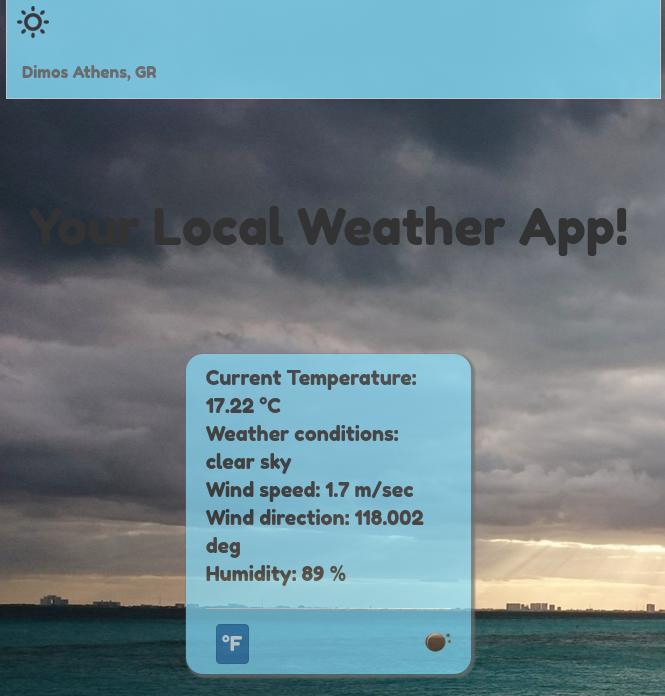 Dimos Athens, GR
Your Local Weather App!
Current Temperature:
17.22 °C
Weather conditions:
clear sky
Wind speed: 1.7 m/sec
Wind direction: 118.002
deg
Humidity: 89 %
°F